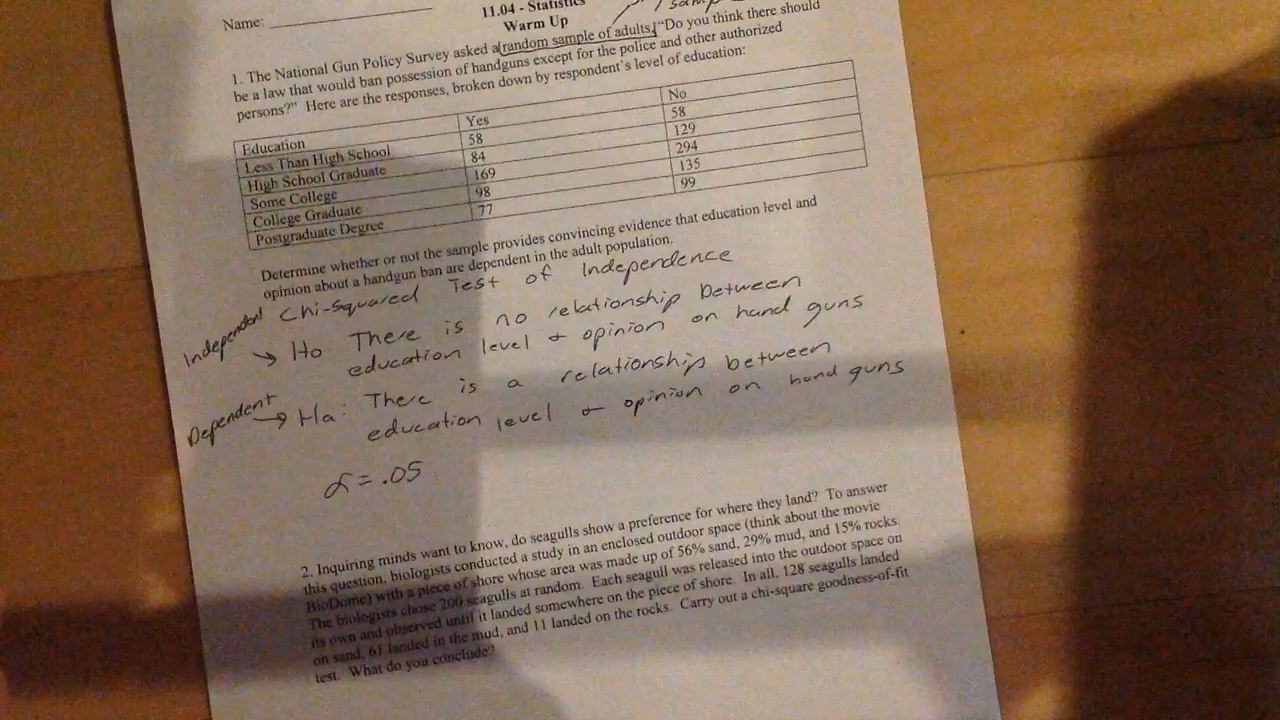 Name:
11.04 - Statistics
Warm Up
1. The National Gun Policy Survey asked a random sample of adults, "Do you think there should
be a law that would ban possession of handguns except for the police and other authorized
persons?" Here are the responses, broken down by respondent's level of education:
Education Yes No
Less Than High School 58 58
High School Graduate 84 129
Some College 169 294
College Graduate 98 135
Postgraduate Degree 77 99
Determine whether or not the sample provides convincing evidence that education level and
opinion about a handgun ban are dependent in the adult population.
Chi-Squared Test of Independence
Independent → Ho There is no relationship between
education level + opinion on hand guns
Dependent → Ha: There is a relationship between
education level + opinion on hand guns
α = .05
2. Inquiring minds want to know, do seagulls show a preference for where they land? To answer
this question, biologists conducted a study in an enclosed outdoor space (think about the movie
BioDome) with a piece of shore whose area was made up of 56% sand, 29% mud, and 15% rocks.
The biologists chose 200 seagulls at random. Each seagull was released into the outdoor space on
its own and observed until it landed somewhere on the piece of shore. In all, 128 seagulls landed
on sand, 61 landed in the mud, and 11 landed on the rocks. Carry out a chi-square goodness-of-fit
test. What do you conclude?